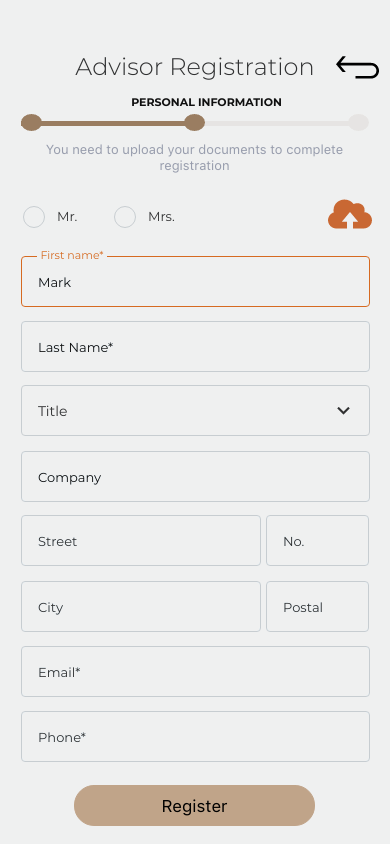 Advisor Registration
PERSONAL INFORMATION
You need to upload your documents to complete
registration
Mr.
Mrs.
First name*
Mark
Last Name*
Title
Company
Street
No.
City
Postal
Email*
Phone*
Register